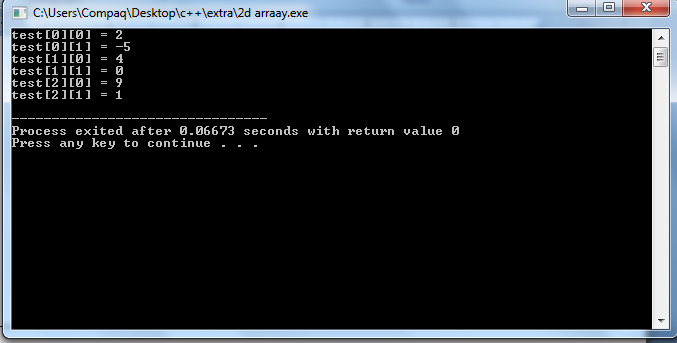 C:\Users\Compaq\Desktop\c++\extra\2d arraay.exe
test[0][0] = 2
test[0][1] = -5
test[1][0] = 4
test[1][1] = 0
test[2][0] = 9
test[2][1] = 1
--------------------------------
Process exited after 0.06673 seconds with return value 0
Press any key to continue . . .